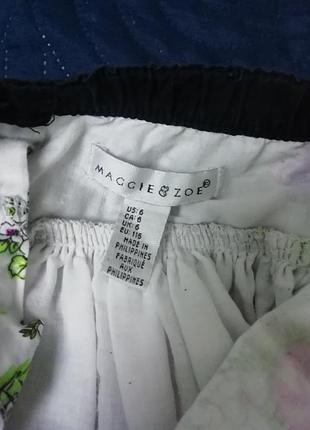 MAGGIE & ZOE®
US: 6
CA: 6
UK: 6
EU: 116
MADE IN
PHILIPPINES
FABRIQUÉ
AUX
PHILIPPINES